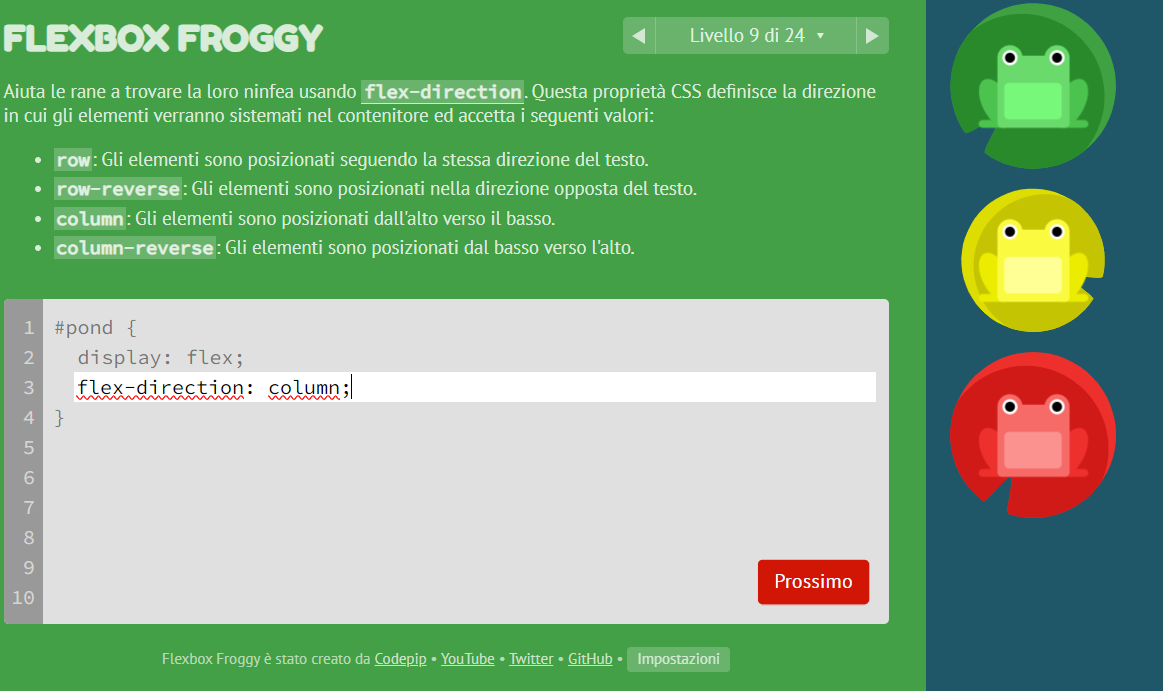 FLEXBOX FROGGY
Livello 9 di 24
Aiuta le rane a trovare la loro ninfea usando flex-direction. Questa proprietà CSS definisce la direzione
in cui gli elementi verranno sistemati nel contenitore ed accetta i seguenti valori:
• row: Gli elementi sono posizionati seguendo la stessa direzione del testo.
• row-reverse: Gli elementi sono posizionati nella direzione opposta del testo.
• column: Gli elementi sono posizionati dall'alto verso il basso.
• column-reverse: Gli elementi sono posizionati dal basso verso l'alto.
1 #pond {
2 display: flex;
3 flex-direction: column;
4 }
5
6
7
8
9
10
Prossimo
Flexbox Froggy è stato creato da Codepip • YouTube • Twitter • GitHub • Impostazioni